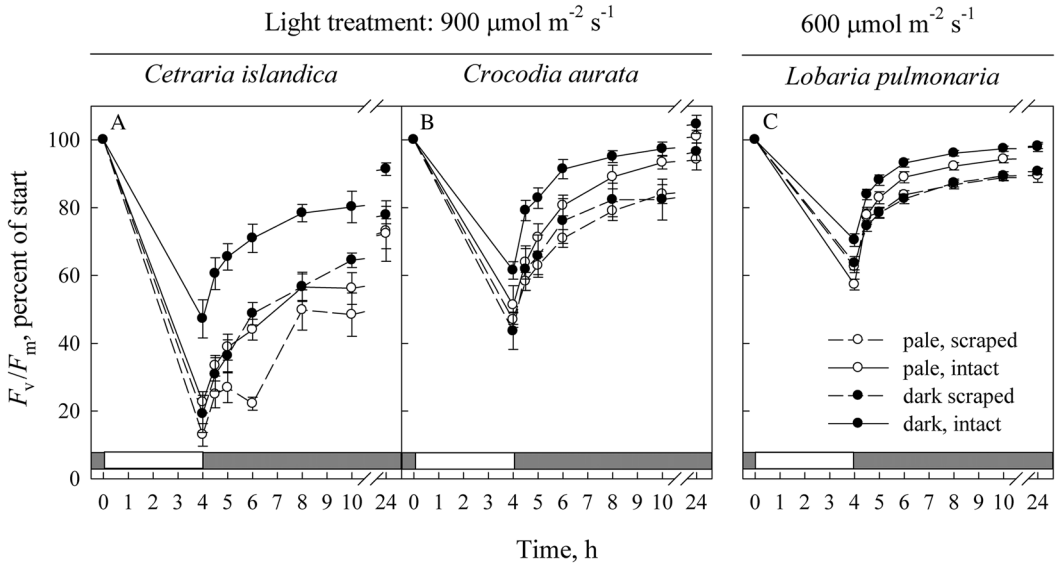 Light treatment: 900 μmol m⁻² s⁻¹
600 μmol m⁻² s⁻¹
Cetraria islandica
Crocodia aurata
Lobaria pulmonaria
A
B
C
Fv/Fm, percent of start
100
80
60
40
20
0
pale, scraped
pale, intact
dark scraped
dark, intact
0 1 2 3 4 5 6 7 8 10 24
0 1 2 3 4 5 6 7 8 10 24
0 1 2 3 4 5 6 7 8 10 24
Time, h